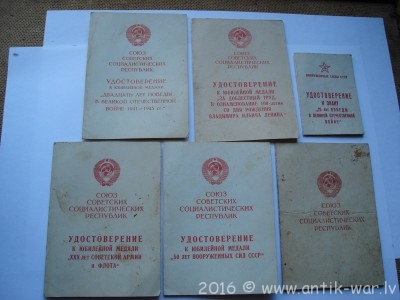 СОЮЗ
СОВЕТСКИХ
СОЦИАЛИСТИЧЕСКИХ
РЕСПУБЛИК
УДОСТОВЕРЕНИЕ
К ЮБИЛЕЙНОЙ МЕДАЛИ
"ДВАДЦАТЬ ЛЕТ ПОБЕДЫ
В ВЕЛИКОЙ ОТЕЧЕСТВЕННОЙ
ВОЙНЕ 1941—1945 гг."
СОЮЗ
СОВЕТСКИХ
СОЦИАЛИСТИЧЕСКИХ
РЕСПУБЛИК
УДОСТОВЕРЕНИЕ
К ЮБИЛЕЙНОЙ МЕДАЛИ
"ЗА ДОБЛЕСТНЫЙ ТРУД.
В ОЗНАМЕНОВАНИЕ 100-летия
СО ДНЯ РОЖДЕНИЯ
ВЛАДИМИРА ИЛЬИЧА ЛЕНИНА"
УДОСТОВЕРЕНИЕ
К ЗНАКУ
ЛЕТ ПОБЕДЫ
В ВЕЛИКОЙ ОТЕЧЕСТВЕННОЙ
ВОЙНЕ"
СОЮЗ
СОВЕТСКИХ
СОЦИАЛИСТИЧЕСКИХ
РЕСПУБЛИК
УДОСТОВЕРЕНИЕ
К ЮБИЛЕЙНОЙ МЕДАЛИ
"XXX ЛЕТ СОВЕТСКОЙ АРМИИ
И ФЛОТА"
СОЮЗ
СОВЕТСКИХ
СОЦИАЛИСТИЧЕСКИХ
РЕСПУБЛИК
УДОСТОВЕРЕНИЕ
К ЮБИЛЕЙНОЙ МЕДАЛИ
"50 ЛЕТ ВООРУЖЕННЫХ СИЛ СССР"
СОЮЗ
СОВЕТСКИХ
СОЦИАЛИСТИЧЕСКИХ
РЕСПУБЛИК
2016 © www.antik-war.lv